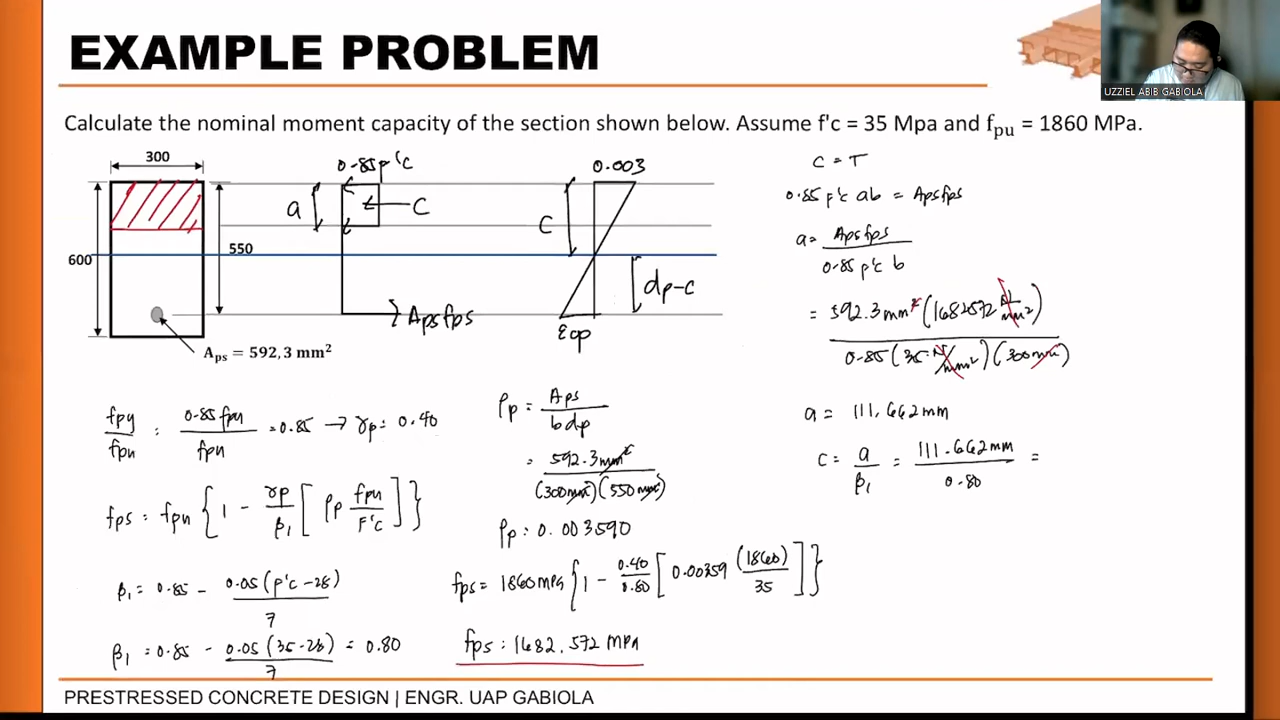 EXAMPLE PROBLEM
UZZIEL ABIB GABIOLA
Calculate the nominal moment capacity of the section shown below. Assume f'c = 35 Mpa and fpu = 1860 MPa.
300
600
550
Aps = 592,3 mm²
0.85f'c
a
C
Apsfps
0.003
c
dp-c
εcp
fpy/fpu = 0.85fpu/fpu = 0.85 → γp = 0.40
fps = fpu { 1 - γp/β1 [ ρp fpu/f'c ] }
β1 = 0.85 - 0.05(f'c-28)/7
β1 = 0.85 - 0.05(35-28)/7 = 0.80
ρp = Aps/bdp
= 592.3mm²/(300mm)(550mm)
ρp = 0.003590
fps = 1860mpa { 1 - 0.40/0.80 [ 0.00359 (1860)/35 ] }
fps = 1682.572 MPa
C = T
0.85 f'c ab = Apsfps
a = Apsfps/0.85 f'c b
= 592.3mm² (1682.572 N/mm²)/0.85 (35 N/mm²)(300mm)
a = 111.662mm
c = a/β1 = 111.662mm/0.80 =
PRESTRESSED CONCRETE DESIGN | ENGR. UAP GABIOLA